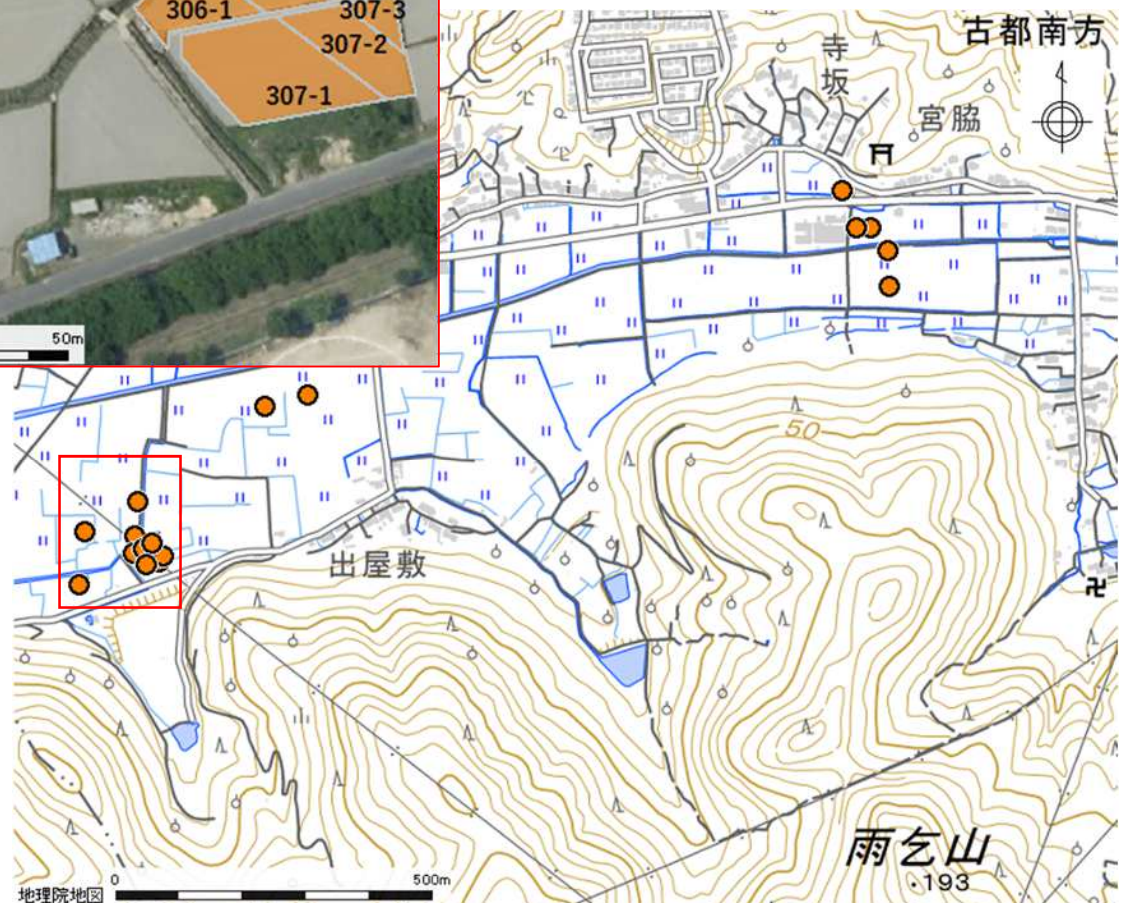 306-1
307-3
307-2
307-1
50m
古都南方
寺坂
宮脇
50
出屋敷
雨乞山
・193
地理院地図
0
500m